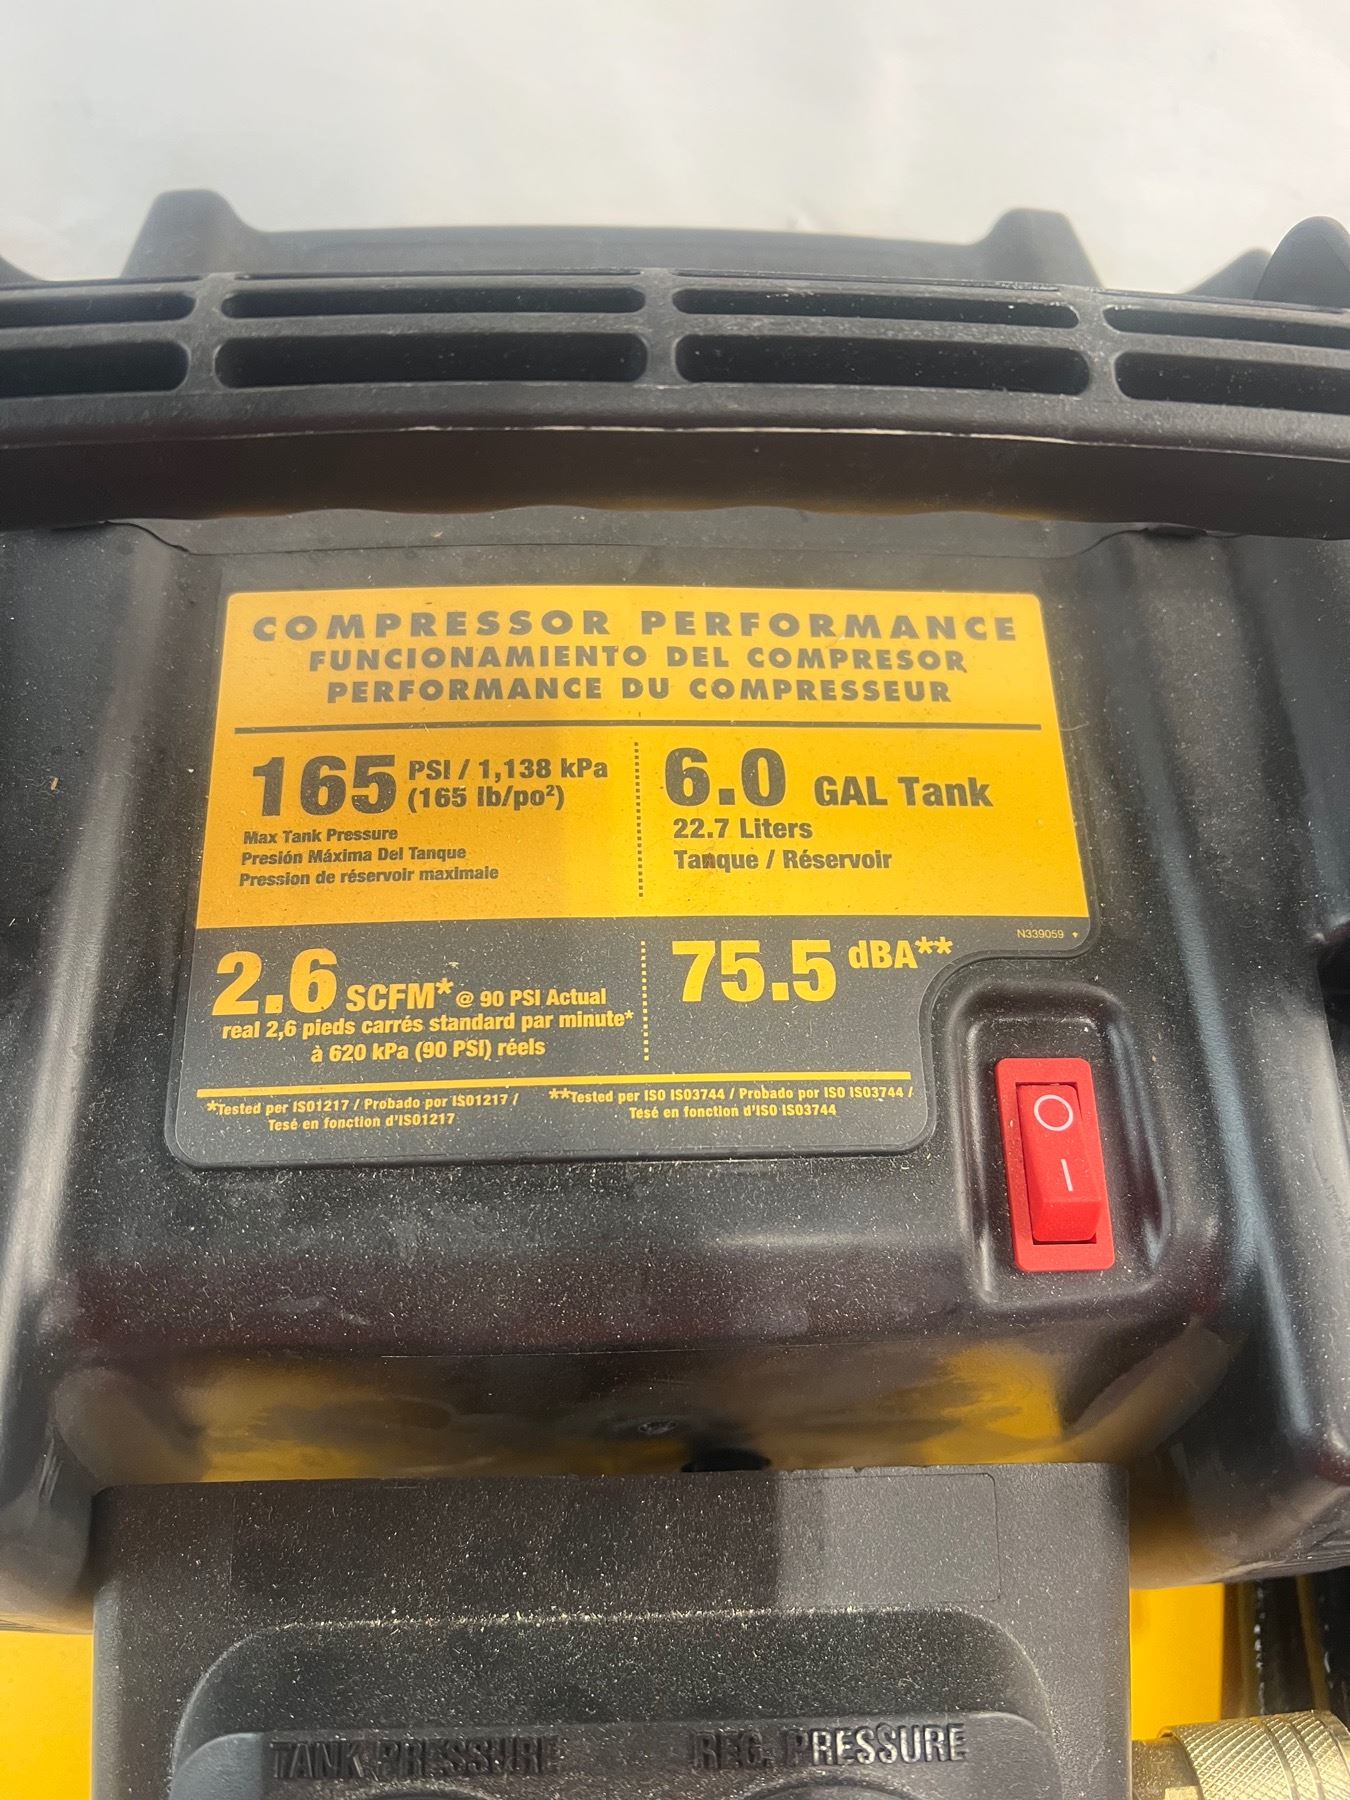 COMPRESSOR PERFORMANCE
FUNCIONAMIENTO DEL COMPRESOR
PERFORMANCE DU COMPRESSEUR
165 PSI / 1,138 kPa
(165 lb/po²)
Max Tank Pressure
Presión Máxima Del Tanque
Pression de réservoir maximale
6.0 GAL Tank
22.7 Liters
Tanque / Réservoir
N339059
2.6 SCFM* @ 90 PSI Actual
real 2,6 pieds carrés standard par minute*
à 620 kPa (90 PSI) réels
75.5 dBA**
*Tested per ISO1217 / Probado por ISO1217 /
Tesé en fonction d'ISO1217
**Tested per ISO ISO3744 / Probado por ISO ISO3744 /
Tesé en fonction d'ISO ISO3744
O
I
TANK PRESSURE
REG. PRESSURE